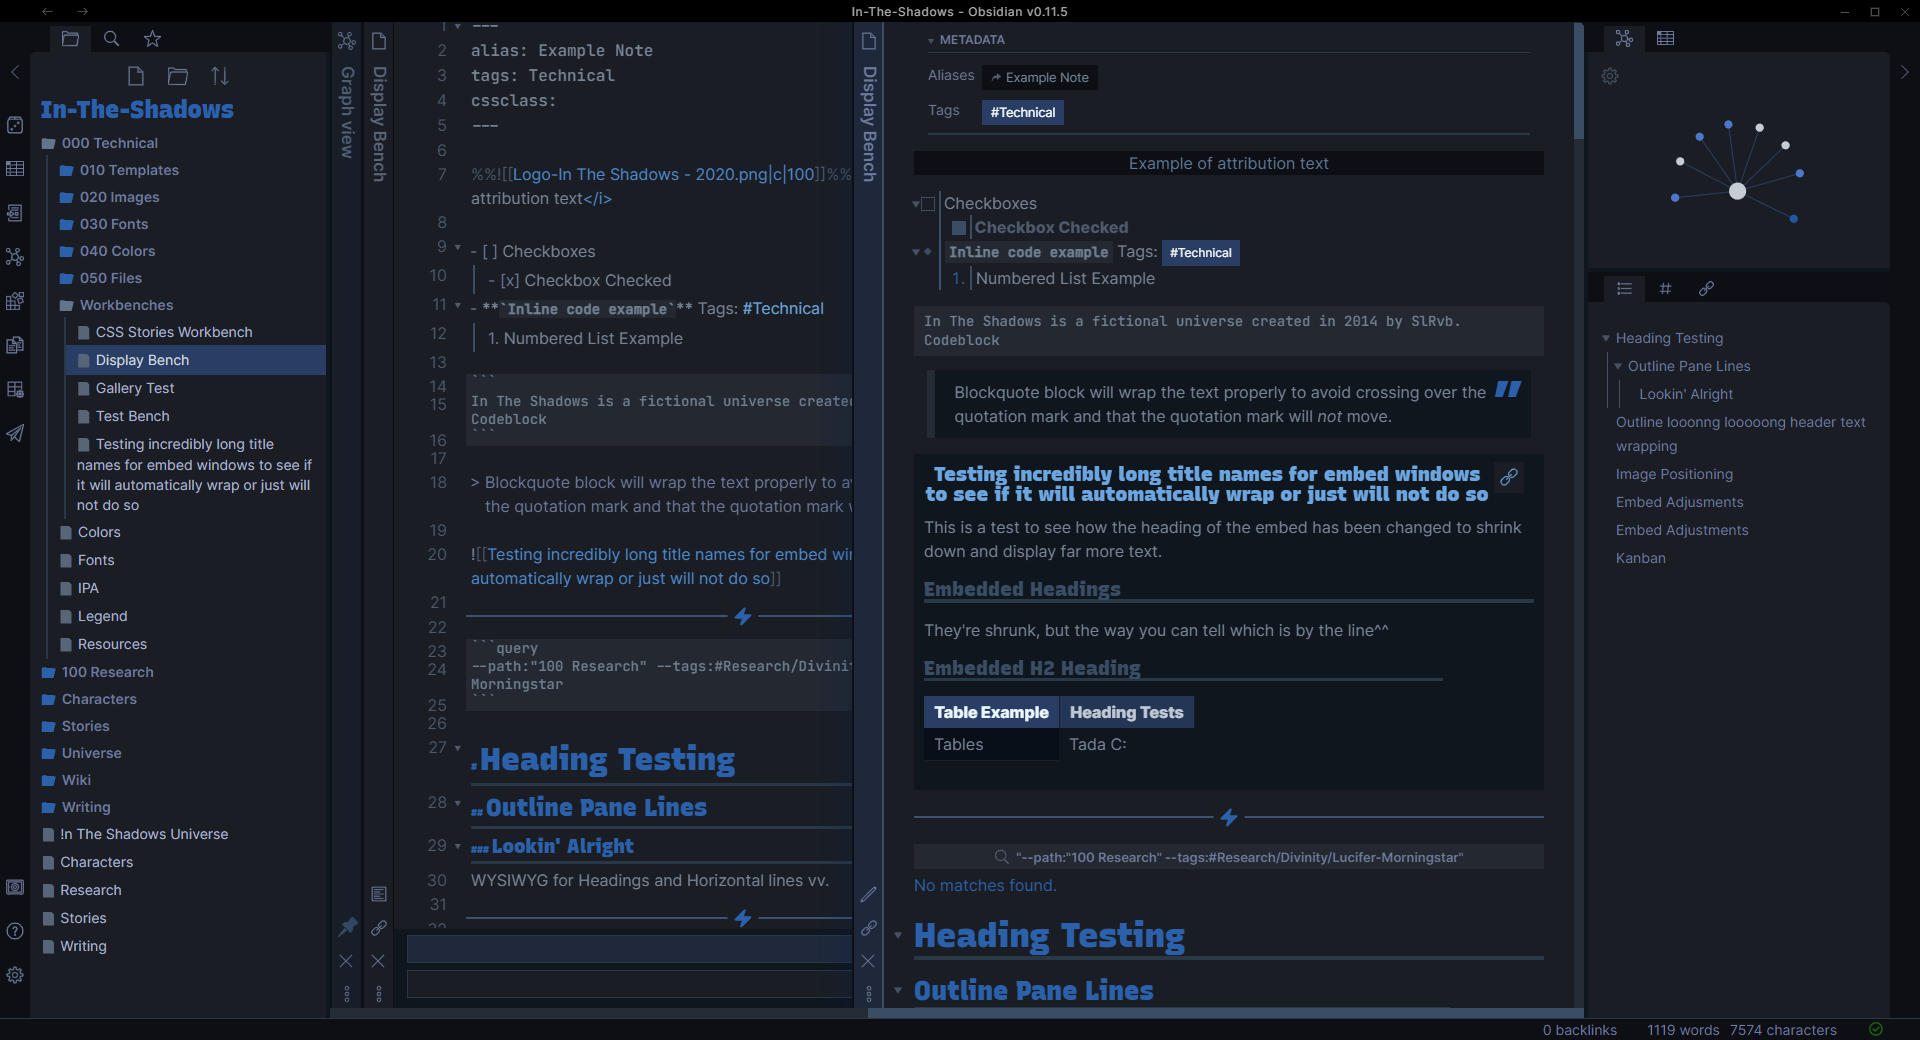 In-The-Shadows - Obsidian v0.11.5
In-The-Shadows
000 Technical
010 Templates
020 Images
030 Fonts
040 Colors
050 Files
Workbenches
CSS Stories Workbench
Display Bench
Gallery Test
Test Bench
Testing incredibly long title
names for embed windows to see if
it will automatically wrap or just will
not do so
Colors
Fonts
IPA
Legend
Resources
100 Research
Characters
Stories
Universe
Wiki
Writing
!n The Shadows Universe
Characters
Research
Stories
Writing
Graph view
Display Bench
1 ---
2 alias: Example Note
3 tags: Technical
4 cssclass:
5 ---
6
7 %%![[Logo-In The Shadows - 2020.png|c|100]]%%
attribution text</i>
8
9 - [ ] Checkboxes
10 - [x] Checkbox Checked
11 - **`Inline code example`** Tags: #Technical
12 1. Numbered List Example
13
14 ```
15 In The Shadows is a fictional universe create
Codeblock
16 ```
17
18 > Blockquote block will wrap the text properly to a
the quotation mark and that the quotation mark
19
20 ![[Testing incredibly long title names for embed wi
automatically wrap or just will not do so]]
21
22
23 ```query
24 --path:"100 Research" --tags:#Research/Divini
Morningstar
25 ```
26
27 # Heading Testing
28 ## Outline Pane Lines
29 ### Lookin' Alright
30 WYSIWYG for Headings and Horizontal lines vv.
31
32
Display Bench
METADATA
Aliases Example Note
Tags #Technical
Example of attribution text
Checkboxes
Checkbox Checked
Inline code example Tags: #Technical
1. Numbered List Example
In The Shadows is a fictional universe created in 2014 by SlRvb.
Codeblock
Blockquote block will wrap the text properly to avoid crossing over the
quotation mark and that the quotation mark will not move.
Testing incredibly long title names for embed windows
to see if it will automatically wrap or just will not do so
This is a test to see how the heading of the embed has been changed to shrink
down and display far more text.
Embedded Headings
They're shrunk, but the way you can tell which is by the line^^
Embedded H2 Heading
Table Example Heading Tests
Tables Tada C:
"--path:"100 Research" --tags:#Research/Divinity/Lucifer-Morningstar"
No matches found.
Heading Testing
Outline Pane Lines
Heading Testing
Outline Pane Lines
Lookin' Alright
Outline looonng looooong header text
wrapping
Image Positioning
Embed Adjusments
Embed Adjustments
Kanban
0 backlinks 1119 words 7574 characters